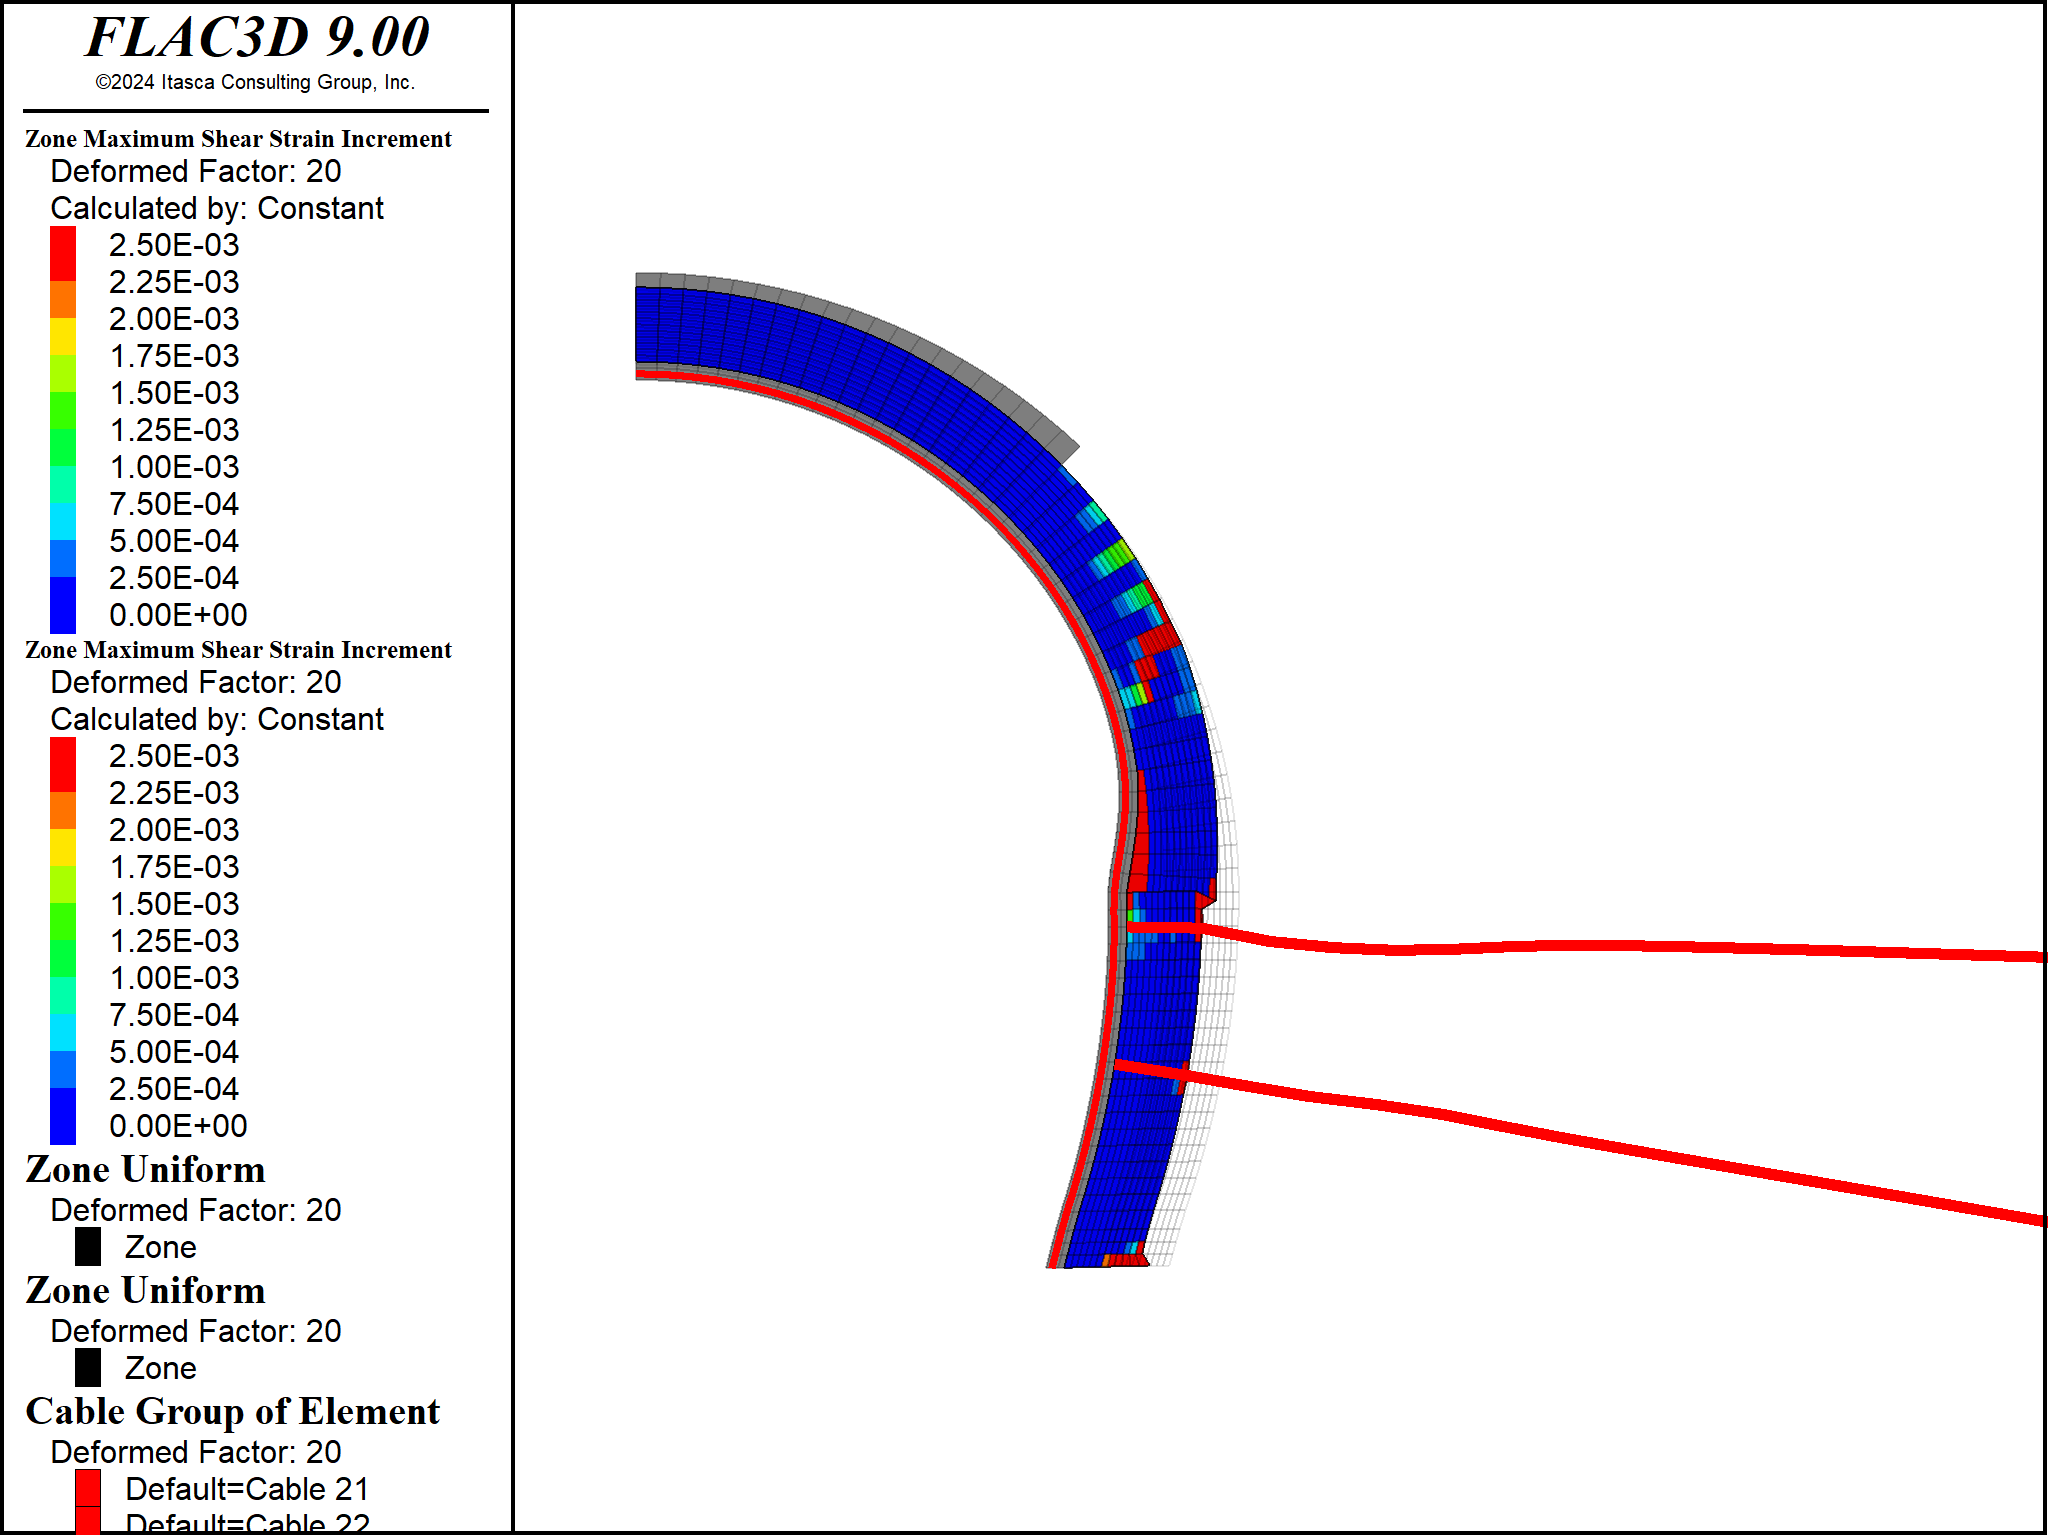 FLAC3D 9.00
©2024 Itasca Consulting Group, Inc.
Zone Maximum Shear Strain Increment
Deformed Factor: 20
Calculated by: Constant
2.50E-03
2.25E-03
2.00E-03
1.75E-03
1.50E-03
1.25E-03
1.00E-03
7.50E-04
5.00E-04
2.50E-04
0.00E+00
Zone Maximum Shear Strain Increment
Deformed Factor: 20
Calculated by: Constant
2.50E-03
2.25E-03
2.00E-03
1.75E-03
1.50E-03
1.25E-03
1.00E-03
7.50E-04
5.00E-04
2.50E-04
0.00E+00
Zone Uniform
Deformed Factor: 20
Zone
Zone Uniform
Deformed Factor: 20
Zone
Cable Group of Element
Deformed Factor: 20
Default=Cable 21
Default=Cable 22